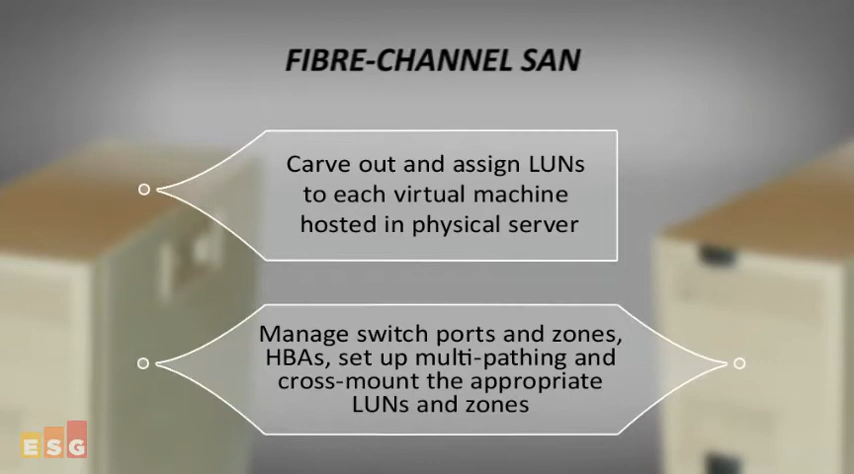 FIBRE-CHANNEL SAN
Carve out and assign LUNs
to each virtual machine
hosted in physical server
Manage switch ports and zones,
HBAs, set up multi-pathing and
cross-mount the appropriate
LUNs and zones
ESG